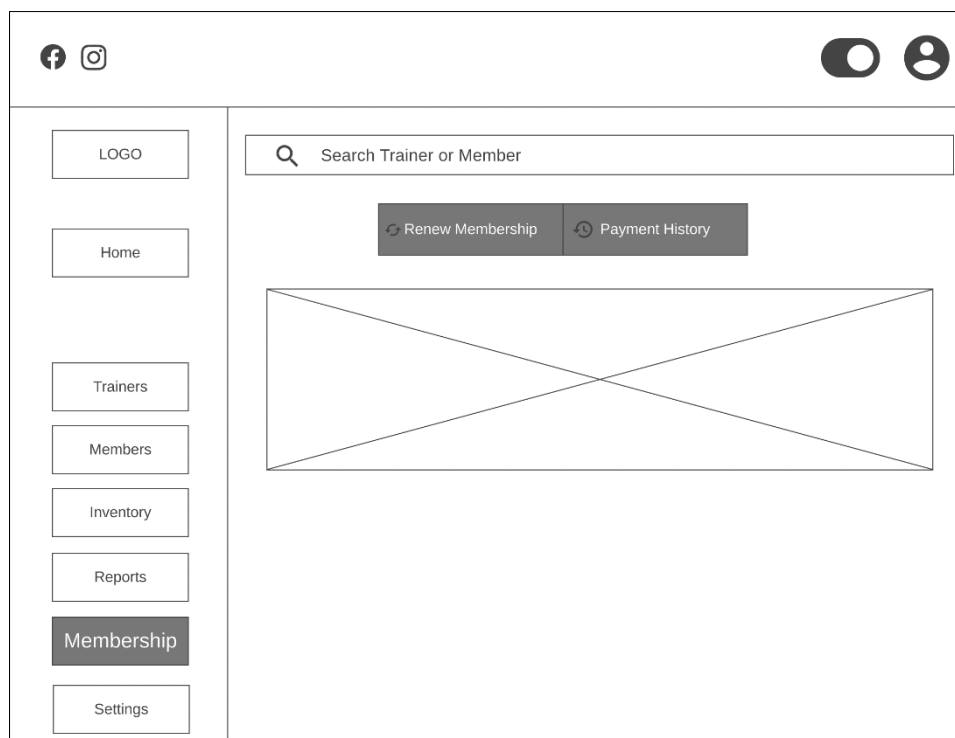 LOGO
Search Trainer or Member
Renew Membership
Payment History
Home
Trainers
Members
Inventory
Reports
Membership
Settings